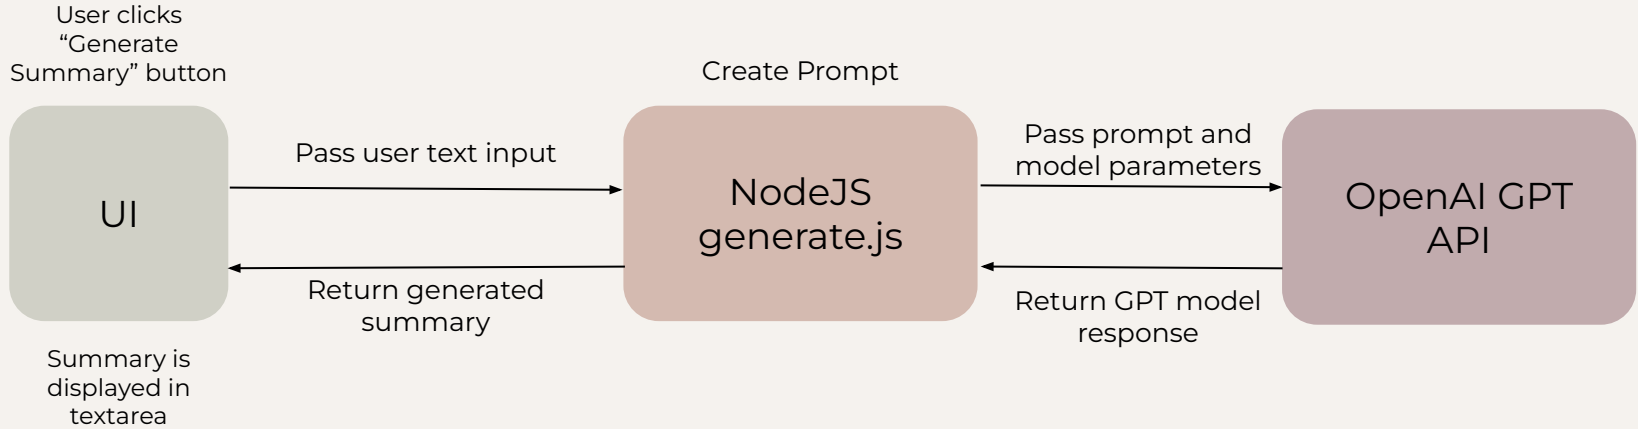 User clicks
“Generate
Summary” button
UI
Summary is
displayed in
textarea
Pass user text input
Return generated
summary
Create Prompt
NodeJS
generate.js
Pass prompt and
model parameters
Return GPT model
response
OpenAI GPT
API